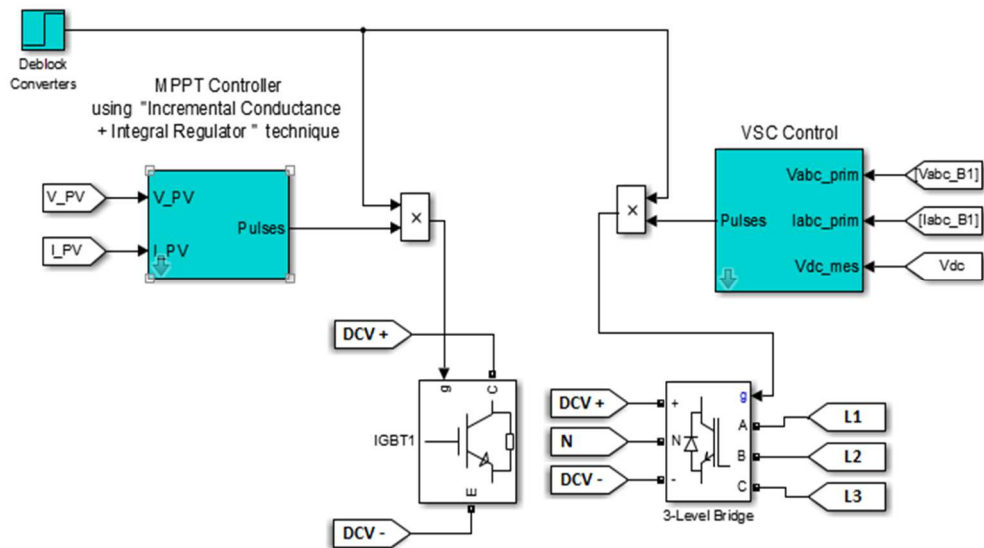 Deblock
Converters
MPPT Controller
using "Incremental Conductance
+ Integral Regulator " technique
V_PV
I_PV
V_PV
I_PV
Pulses
×
VSC Control
Vabc_prim
Iabc_prim
Vdc_mes
Pulses
[Vabc_B1]
[Iabc_B1]
Vdc
×
DCV +
g
C
IGBT1
E
DCV -
DCV +
N
DCV -
+
N
-
g
A
B
C
3-Level Bridge
L1
L2
L3